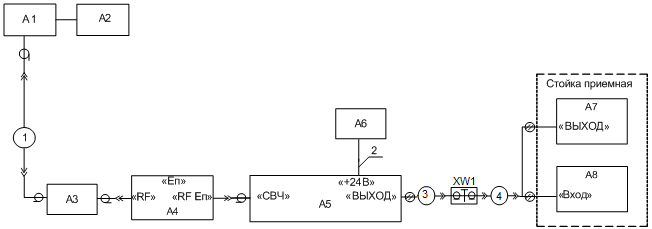 А1
А2
Стойка приемная
А7
«ВЫХОД»
А6
1
2
«Еп»
«RF»
«RF Еп»
А4
А3
«+24В»
«СВЧ»
«ВЫХОД»
А5
3
XW1
4
А8
«Вход»